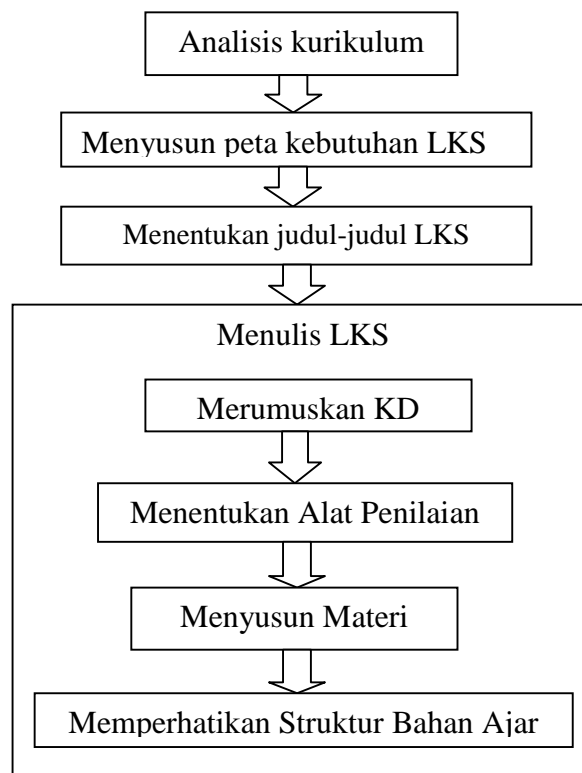 Analisis kurikulum
Menyusun peta kebutuhan LKS
Menentukan judul-judul LKS
Menulis LKS
Merumuskan KD
Menentukan Alat Penilaian
Menyusun Materi
Memperhatikan Struktur Bahan Ajar